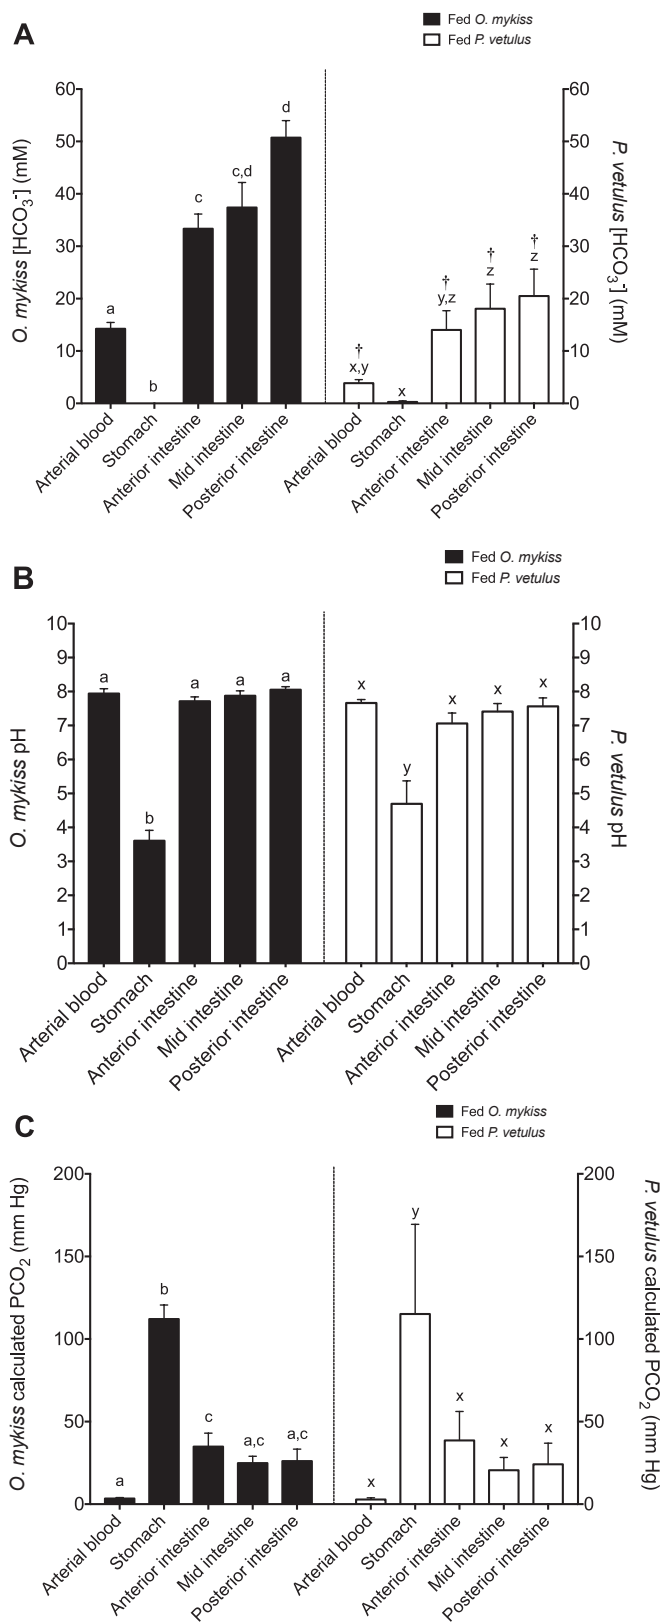 A
Fed O. mykiss
Fed P. vetulus
O. mykiss [HCO3-] (mM)
60
50
40
30
20
10
0
a
b
c
c,d
d
†
x,y
x
†
y,z
†
z
†
z
60
50
40
30
20
10
0
P. vetulus [HCO3-] (mM)
Arterial blood
Stomach
Anterior intestine
Mid intestine
Posterior intestine
Arterial blood
Stomach
Anterior intestine
Mid intestine
Posterior intestine
B
Fed O. mykiss
Fed P. vetulus
O. mykiss pH
10
9
8
7
6
5
4
3
2
1
0
a
b
a
a
a
x
y
x
x
x
10
9
8
7
6
5
4
3
2
1
0
P. vetulus pH
Arterial blood
Stomach
Anterior intestine
Mid intestine
Posterior intestine
Arterial blood
Stomach
Anterior intestine
Mid intestine
Posterior intestine
C
Fed O. mykiss
Fed P. vetulus
O. mykiss calculated PCO2 (mm Hg)
200
150
100
50
0
a
b
c
a,c
a,c
x
y
x
x
x
200
150
100
50
0
P. vetulus calculated PCO2 (mm Hg)
Arterial blood
Stomach
Anterior intestine
Mid intestine
Posterior intestine
Arterial blood
Stomach
Anterior intestine
Mid intestine
Posterior intestine